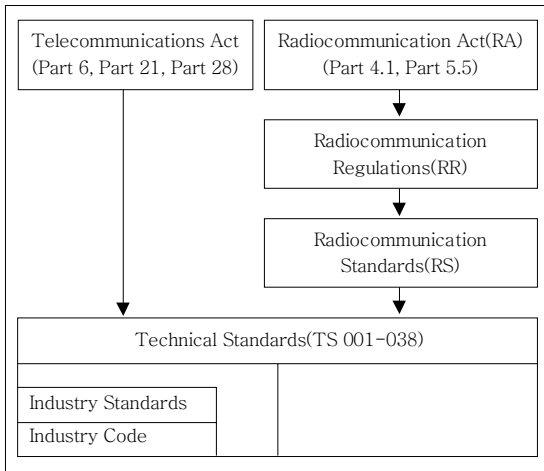 Telecommunications Act
(Part 6, Part 21, Part 28)
Radiocommunication Act(RA)
(Part 4.1, Part 5.5)
Radiocommunication
Regulations(RR)
Radiocommunication
Standards(RS)
Technical Standards(TS 001-038)
Industry Standards
Industry Code